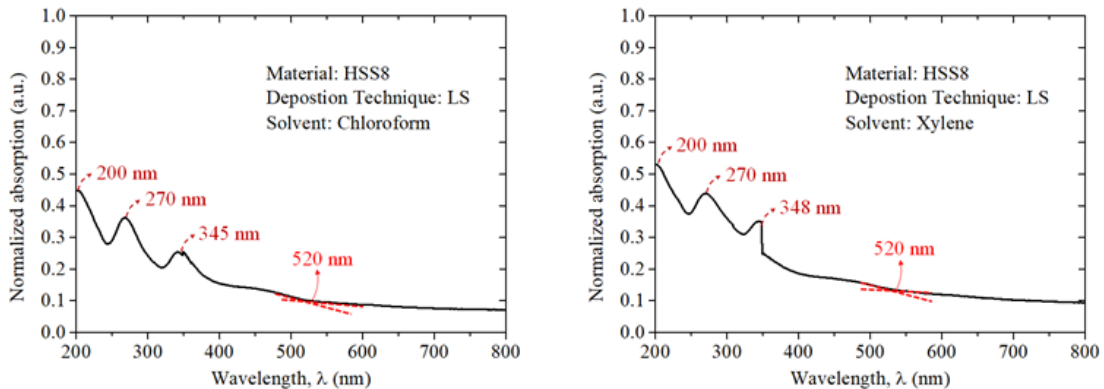 1.0
0.9
0.8
0.7
0.6
0.5
0.4
0.3
0.2
0.1
0.0
Normalized absorption (a.u.)
Material: HSS8
Depostion Technique: LS
Solvent: Chloroform
200 nm
270 nm
345 nm
520 nm
200 300 400 500 600 700 800
Wavelength, λ (nm)
1.0
0.9
0.8
0.7
0.6
0.5
0.4
0.3
0.2
0.1
0.0
Normalized absorption (a.u.)
Material: HSS8
Depostion Technique: LS
Solvent: Xylene
200 nm
270 nm
348 nm
520 nm
200 300 400 500 600 700 800
Wavelength, λ (nm)